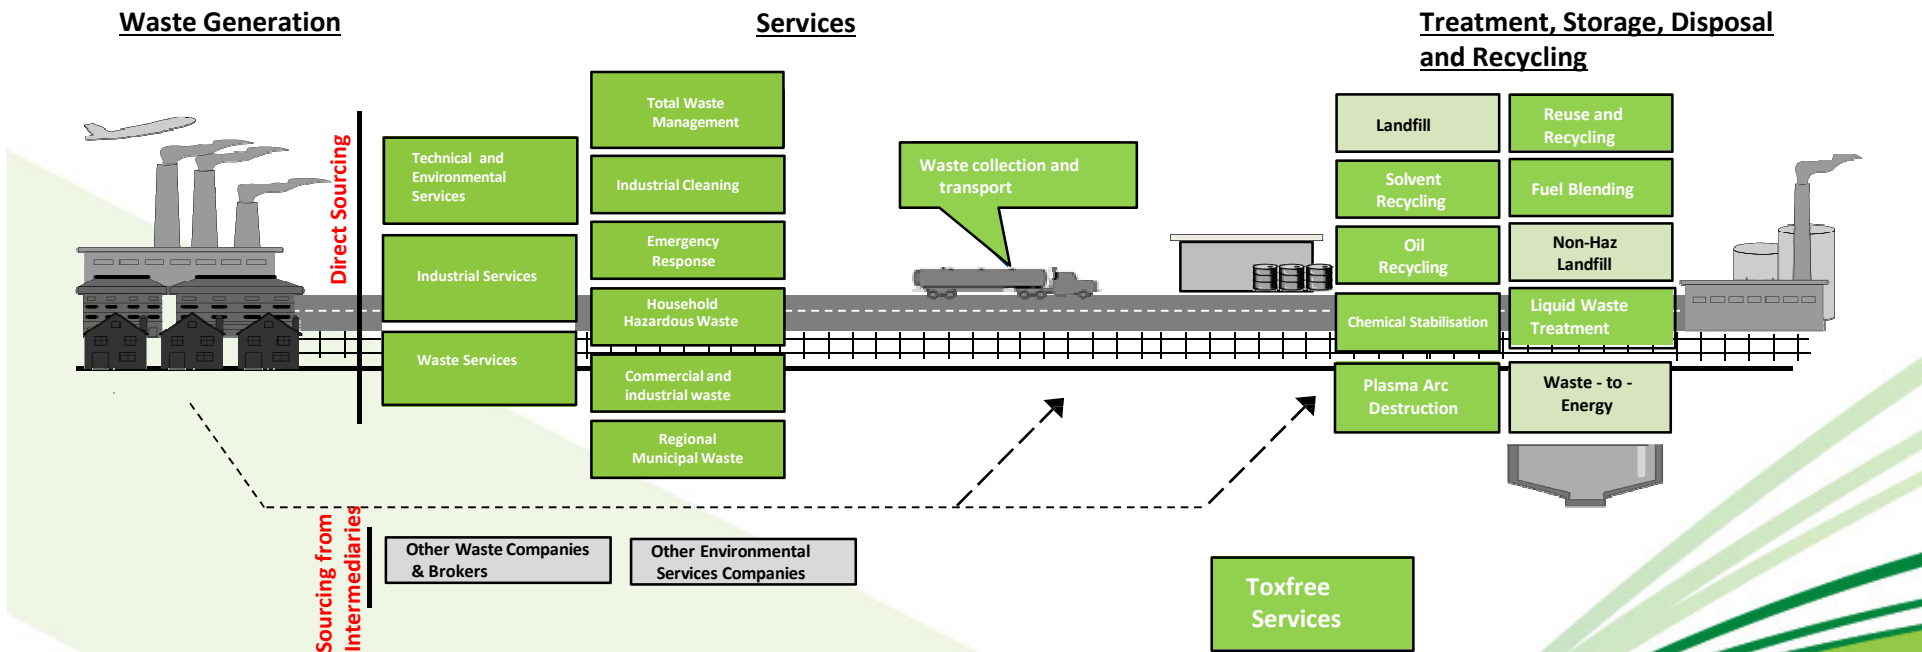 Waste Generation
Services
Treatment, Storage, Disposal
and Recycling
Direct Sourcing
Technical and
Environmental
Services
Industrial Services
Waste Services
Total Waste
Management
Industrial Cleaning
Emergency
Response
Household
Hazardous Waste
Commercial and
industrial waste
Regional
Municipal Waste
Waste collection and
transport
Landfill
Solvent
Recycling
Oil
Recycling
Chemical Stabilisation
Plasma Arc
Destruction
Reuse and
Recycling
Fuel Blending
Non-Haz
Landfill
Liquid Waste
Treatment
Waste - to -
Energy
Sourcing from
Intermediaries
Other Waste Companies
& Brokers
Other Environmental
Services Companies
Toxfree
Services